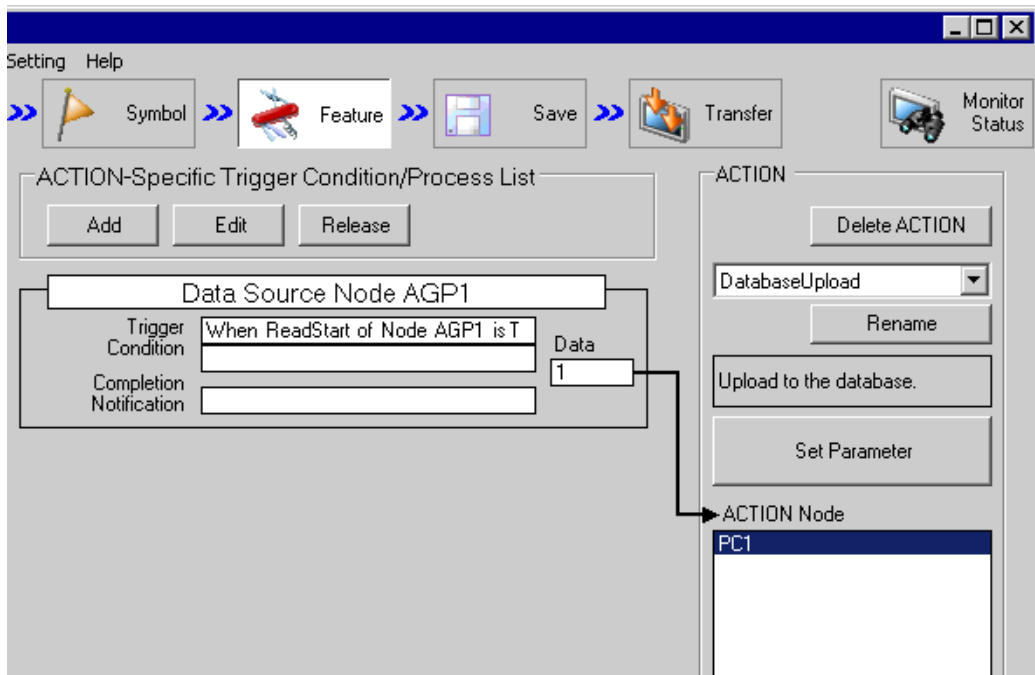 Setting Help
Symbol
Feature
Save
Transfer
Monitor
Status
ACTION-Specific Trigger Condition/Process List
Add
Edit
Release
Data Source Node AGP1
Trigger
Condition
When ReadStart of Node AGP1 is T
Data
1
Completion
Notification
ACTION
Delete ACTION
DatabaseUpload
Rename
Upload to the database.
Set Parameter
ACTION Node
PC1